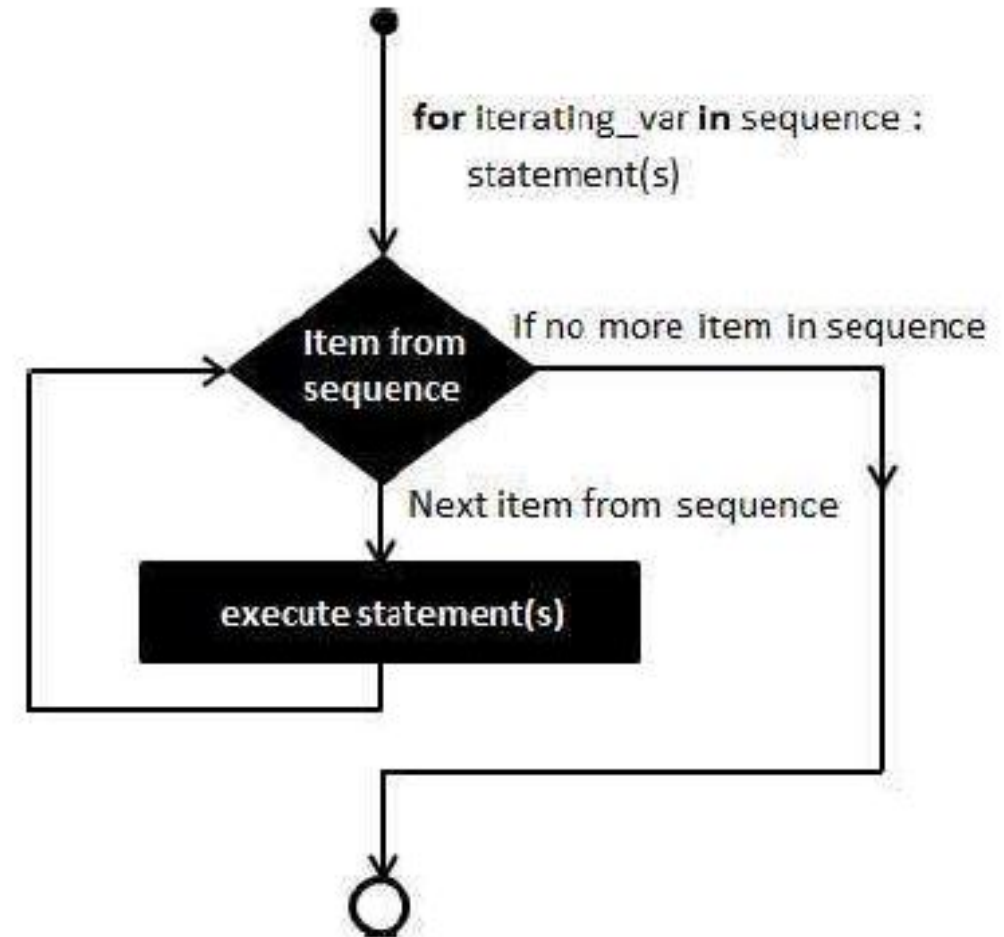 for iterating_var in sequence :
statement(s)
If no more item in sequence
Item from
sequence
Next item from sequence
execute statement(s)